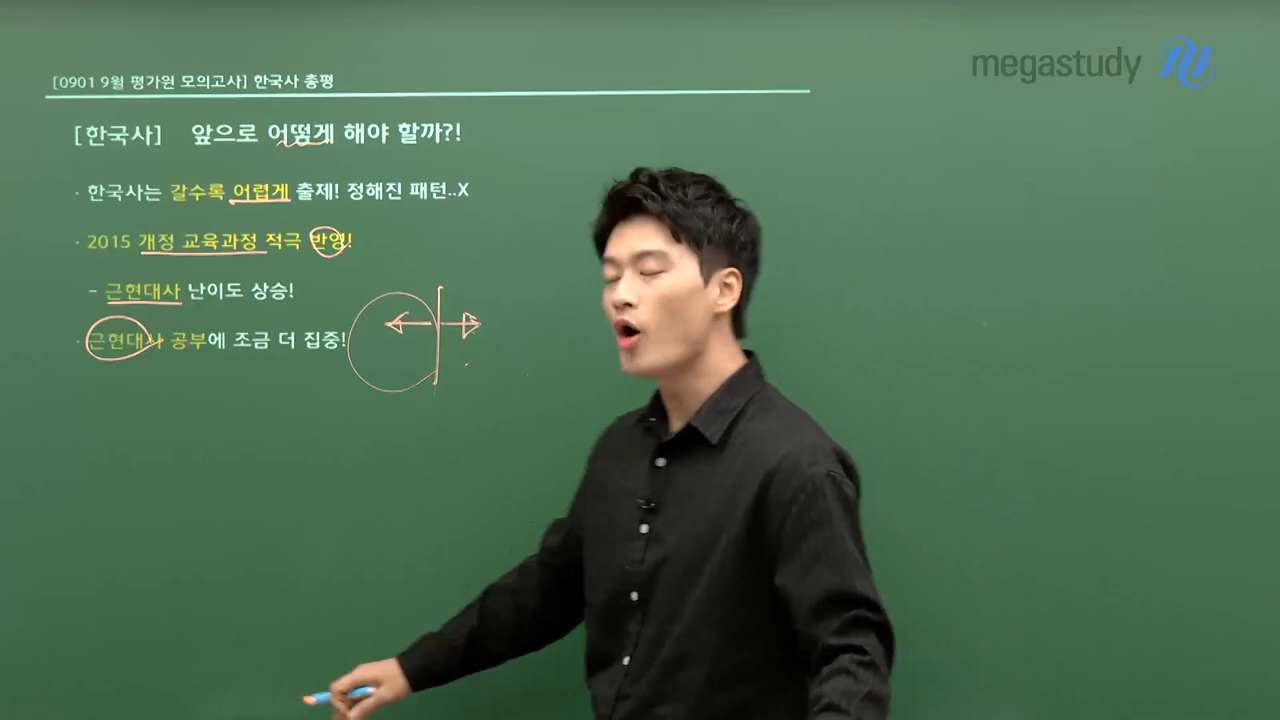 [0901 9월 평가원 모의고사] 한국사 총평
megastudy
[한국사] 앞으로 어떻게 해야 할까?!
· 한국사는 갈수록 어렵게 출제! 정해진 패턴..X
· 2015 개정 교육과정 적극 반영!
- 근현대사 난이도 상승!
· 근현대사 공부에 조금 더 집중!